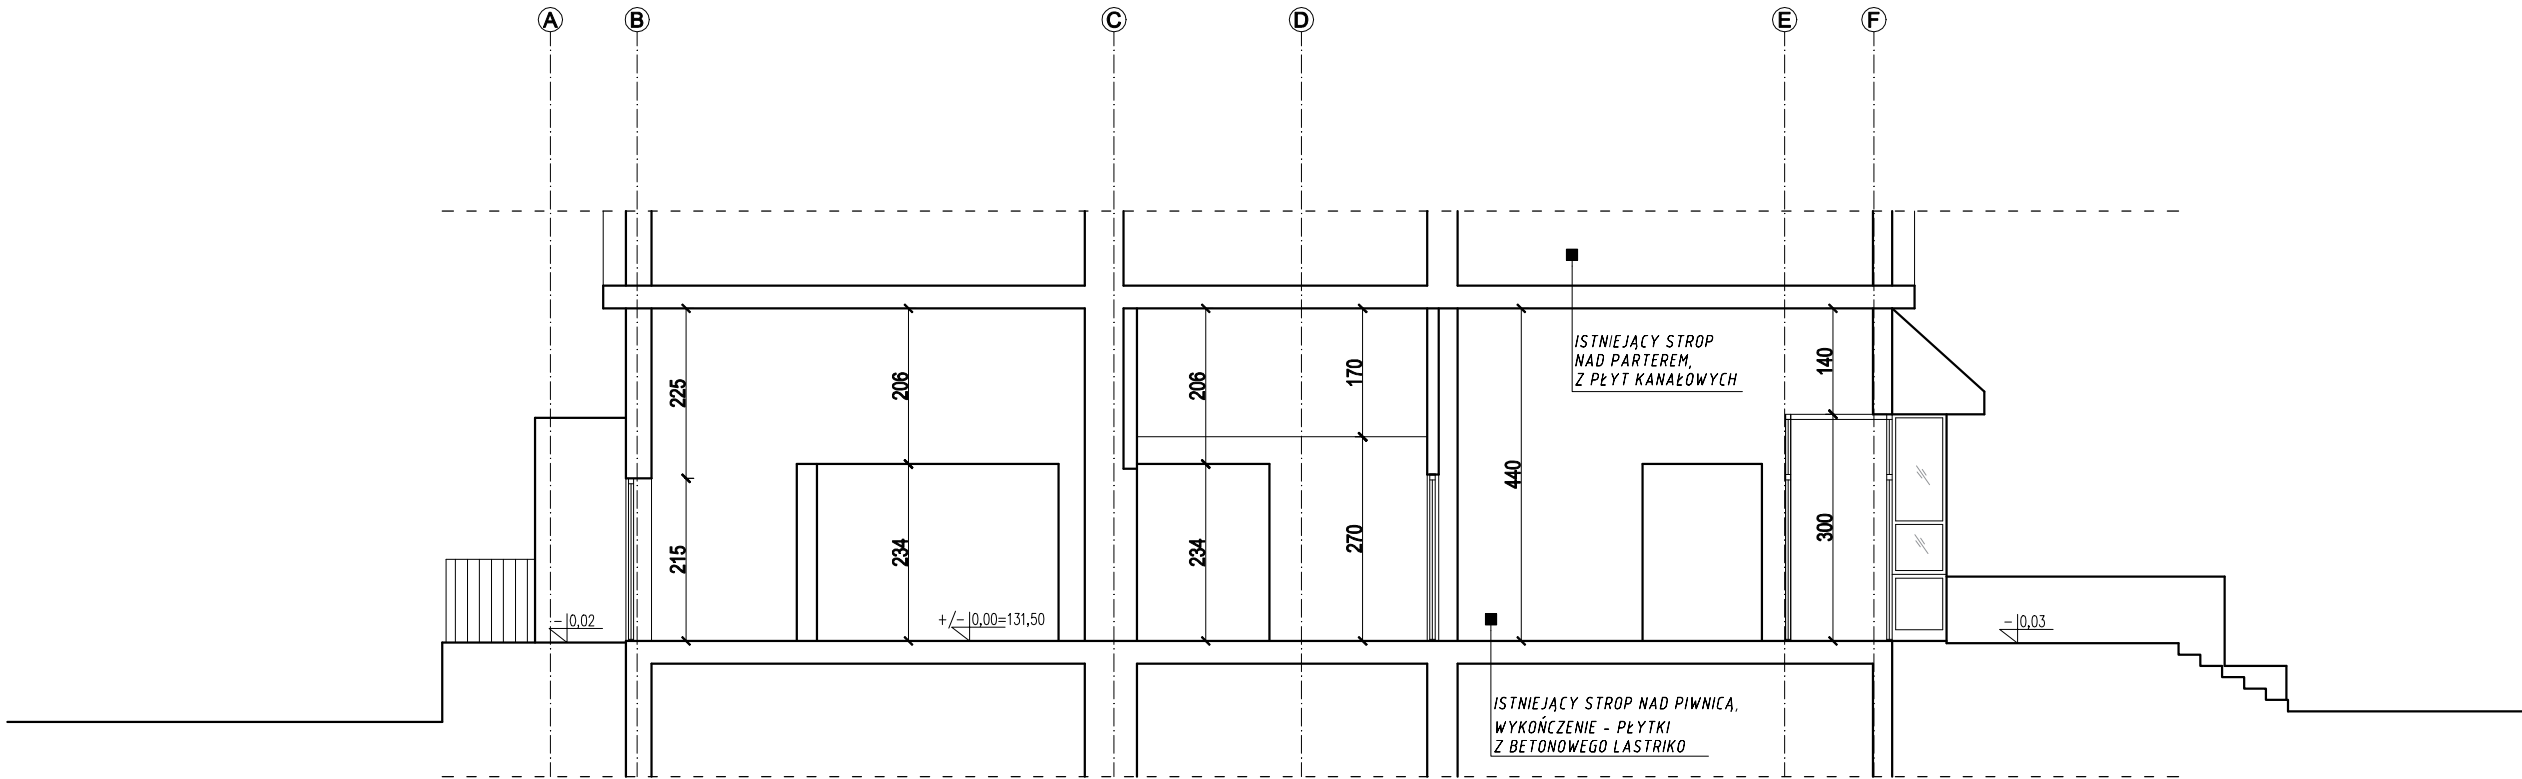 A
B
C
D
E
F
225
215
206
234
206
234
170
270
440
140
300
ISTNIEJĄCY STROP
NAD PARTEREM,
Z PŁYT KANAŁOWYCH
-0,02
+/-0,00=131,50
-0,03
ISTNIEJĄCY STROP NAD PIWNICĄ,
WYKOŃCZENIE - PŁYTKI
Z BETONOWEGO LASTRIKO